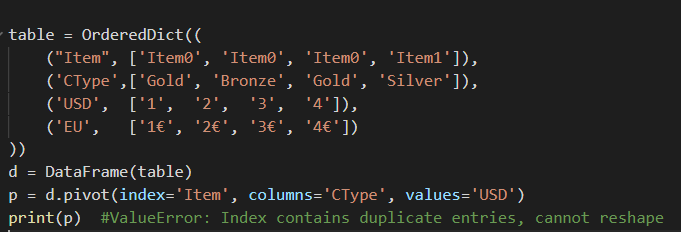 table = OrderedDict((
    ("Item", ['Item0', 'Item0', 'Item0', 'Item1']),
    ('CType',['Gold', 'Bronze', 'Gold', 'Silver']),
    ('USD',  ['1',  '2',  '3',  '4']),
    ('EU',   ['1€', '2€', '3€', '4€'])
))
d = DataFrame(table)
p = d.pivot(index='Item', columns='CType', values='USD')
print(p)  #ValueError: Index contains duplicate entries, cannot reshape